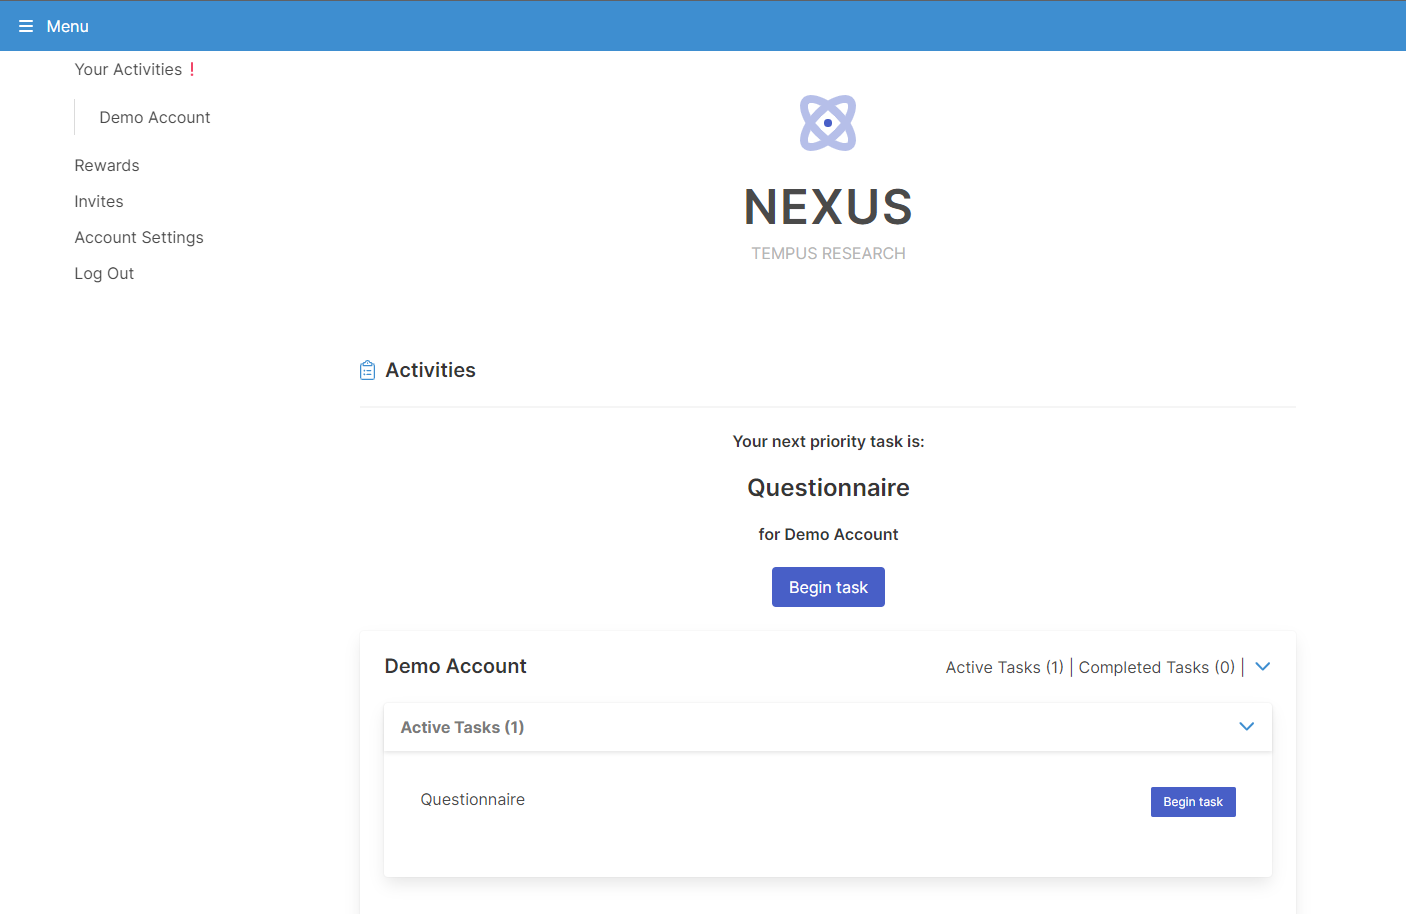 Menu
Your Activities❗
Demo Account
Rewards
Invites
Account Settings
Log Out
NEXUS
TEMPUS RESEARCH
Activities
Your next priority task is:
Questionnaire
for Demo Account
Begin task
Demo Account
Active Tasks (1) | Completed Tasks (0) |
Active Tasks (1)
Questionnaire
Begin task